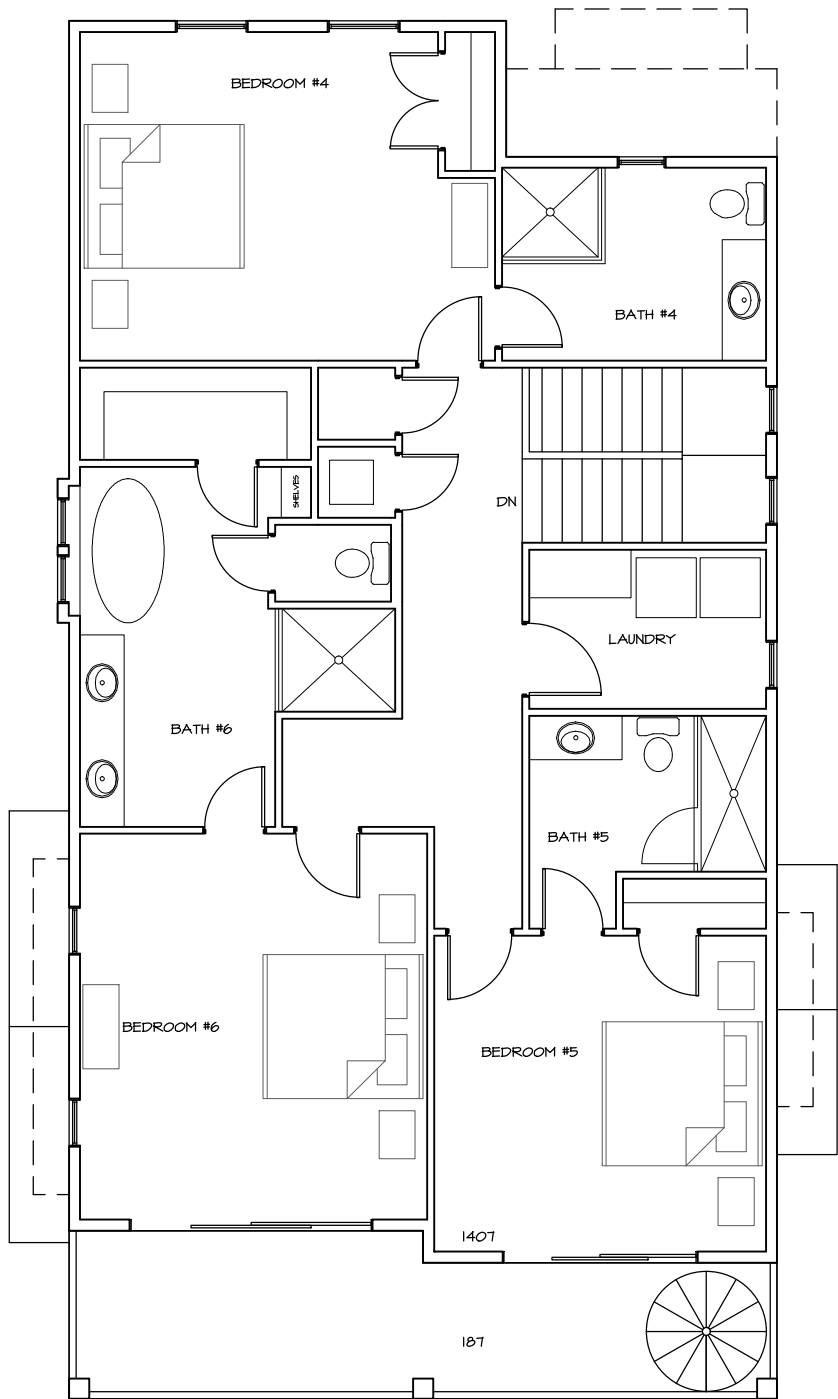 BEDROOM #4
BATH #4
SHELVES
DN
LAUNDRY
BATH #6
BATH #5
BEDROOM #6
BEDROOM #5
1407
187